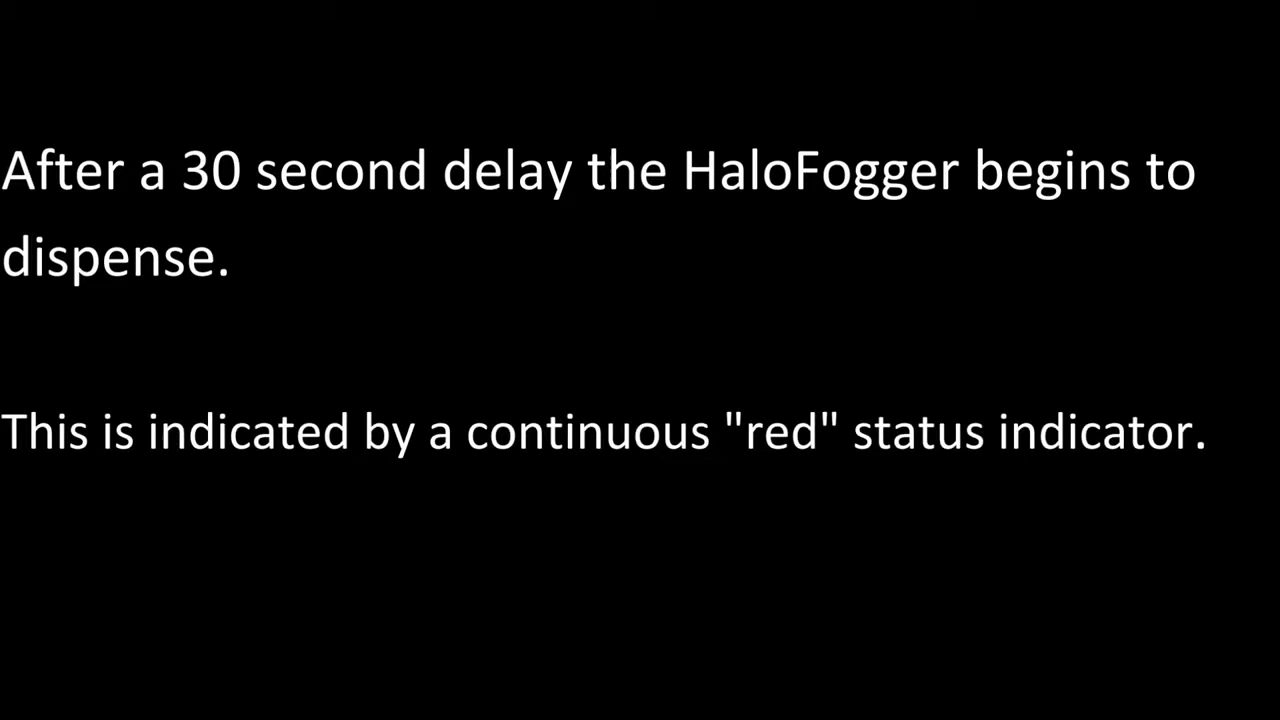 After a 30 second delay the HaloFogger begins to
dispense.
This is indicated by a continuous "red" status indicator.